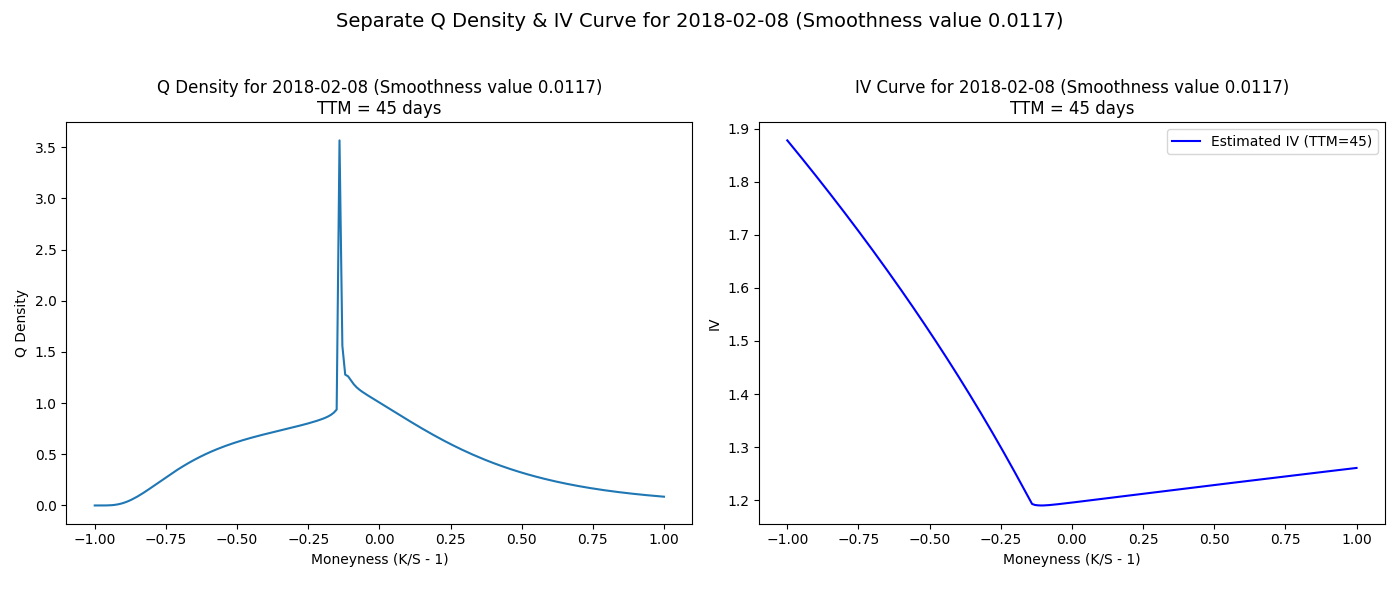 Separate Q Density & IV Curve for 2018-02-08 (Smoothness value 0.0117)
Q Density for 2018-02-08 (Smoothness value 0.0117)
TTM = 45 days
3.5
3.0
2.5
2.0
1.5
1.0
0.5
0.0
Q Density
−1.00 −0.75 −0.50 −0.25 0.00 0.25 0.50 0.75 1.00
Moneyness (K/S - 1)
IV Curve for 2018-02-08 (Smoothness value 0.0117)
TTM = 45 days
Estimated IV (TTM=45)
1.9
1.8
1.7
1.6
1.5
1.4
1.3
1.2
IV
−1.00 −0.75 −0.50 −0.25 0.00 0.25 0.50 0.75 1.00
Moneyness (K/S - 1)